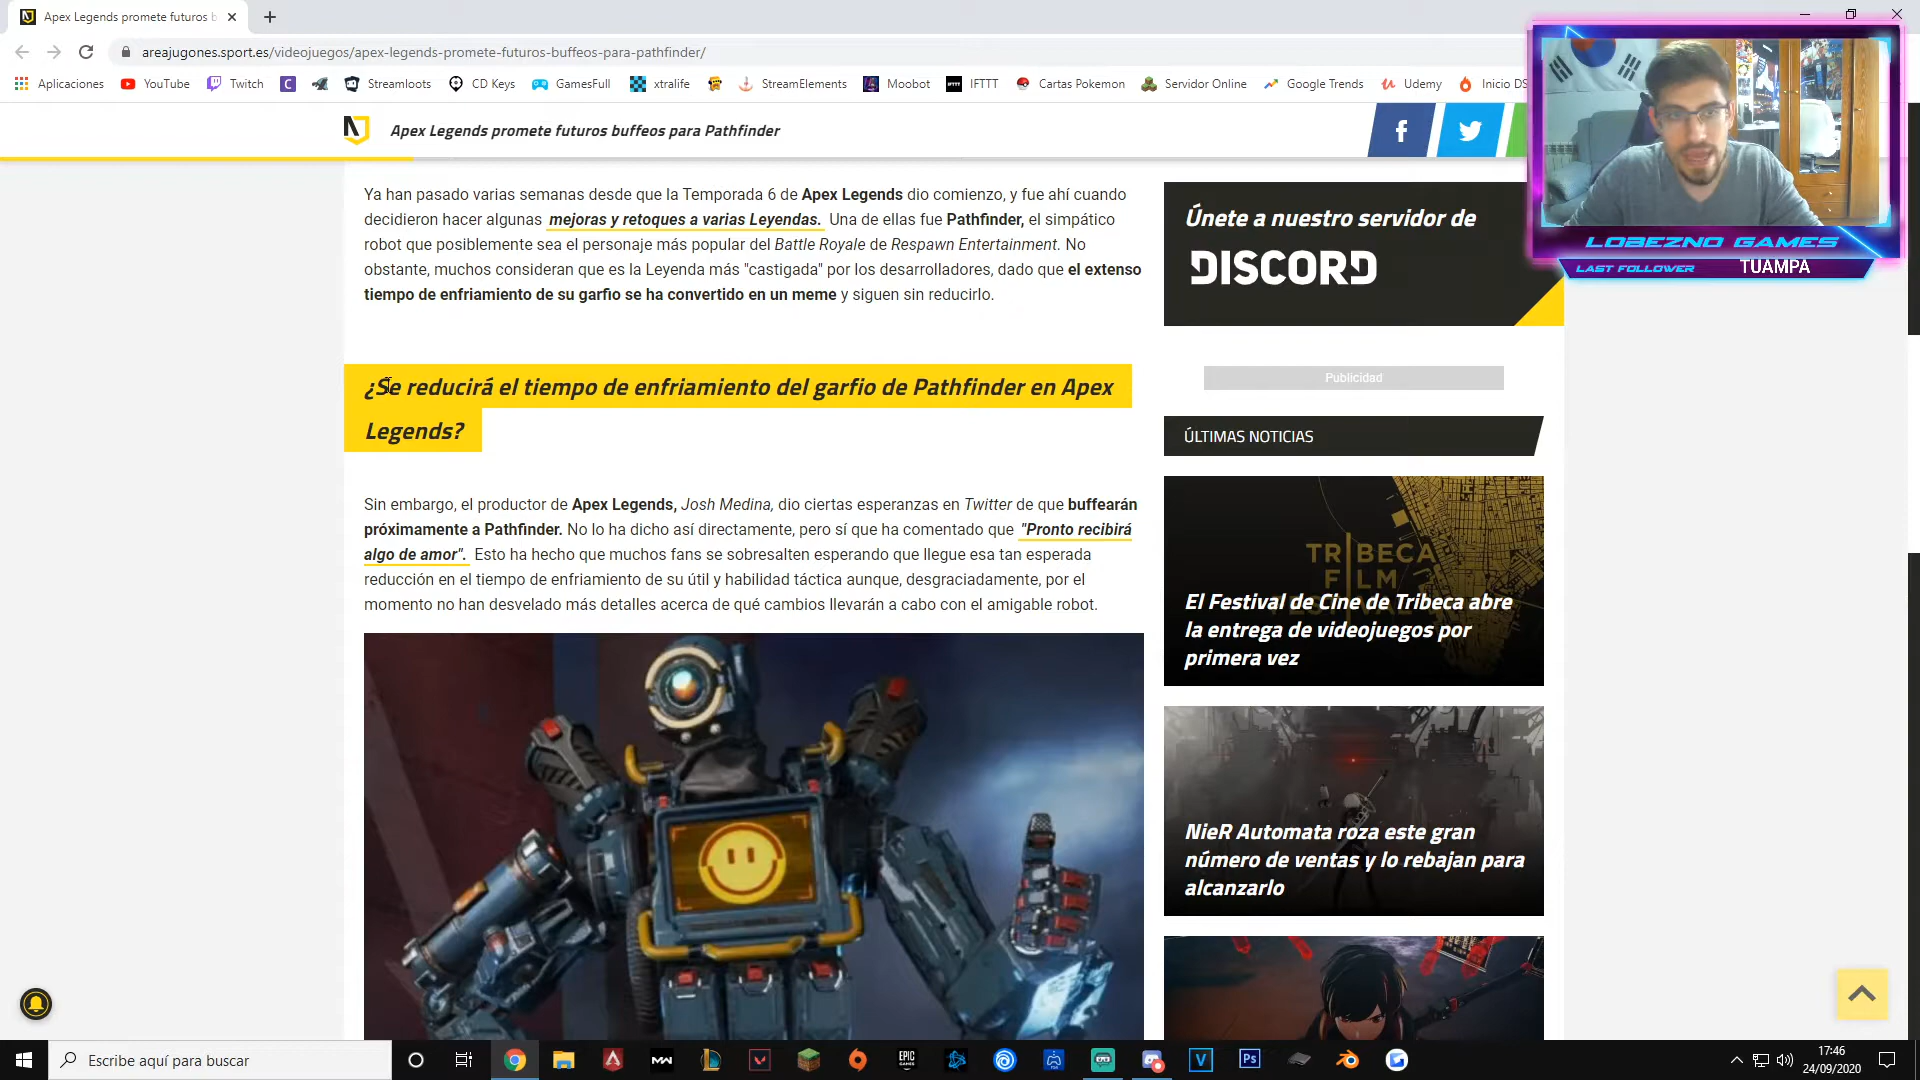 Apex Legends promete futuros b
areajugones.sport.es/videojuegos/apex-legends-promete-futuros-buffeos-para-pathfinder/
Aplicaciones YouTube Twitch Streamloots CD Keys GamesFull xtralife StreamElements Moobot IFTTT Cartas Pokemon Servidor Online Google Trends Udemy Inicio DS
Apex Legends promete futuros buffeos para Pathfinder
LOBEZNO GAMES
LAST FOLLOWER TUAMPA
Ya han pasado varias semanas desde que la Temporada 6 de Apex Legends dio comienzo, y fue ahí cuando
decidieron hacer algunas mejoras y retoques a varias Leyendas. Una de ellas fue Pathfinder, el simpático
robot que posiblemente sea el personaje más popular del Battle Royale de Respawn Entertainment. No
obstante, muchos consideran que es la Leyenda más "castigada" por los desarrolladores, dado que el extenso
tiempo de enfriamiento de su garfio se ha convertido en un meme y siguen sin reducirlo.
¿Se reducirá el tiempo de enfriamiento del garfio de Pathfinder en Apex
Legends?
Sin embargo, el productor de Apex Legends, Josh Medina, dio ciertas esperanzas en Twitter de que buffearán
próximamente a Pathfinder. No lo ha dicho así directamente, pero sí que ha comentado que "Pronto recibirá
algo de amor". Esto ha hecho que muchos fans se sobresalten esperando que llegue esa tan esperada
reducción en el tiempo de enfriamiento de su útil y habilidad táctica aunque, desgraciadamente, por el
momento no han desvelado más detalles acerca de qué cambios llevarán a cabo con el amigable robot.
Únete a nuestro servidor de
DISCORD
Publicidad
ÚLTIMAS NOTICIAS
TRIBECA
FILM
FESTIVAL
El Festival de Cine de Tribeca abre
la entrega de videojuegos por
primera vez
NieR Automata roza este gran
número de ventas y lo rebajan para
alcanzarlo
Escribe aquí para buscar
EPIC
GAMES
MW
V
Ps
17:46
24/09/2020